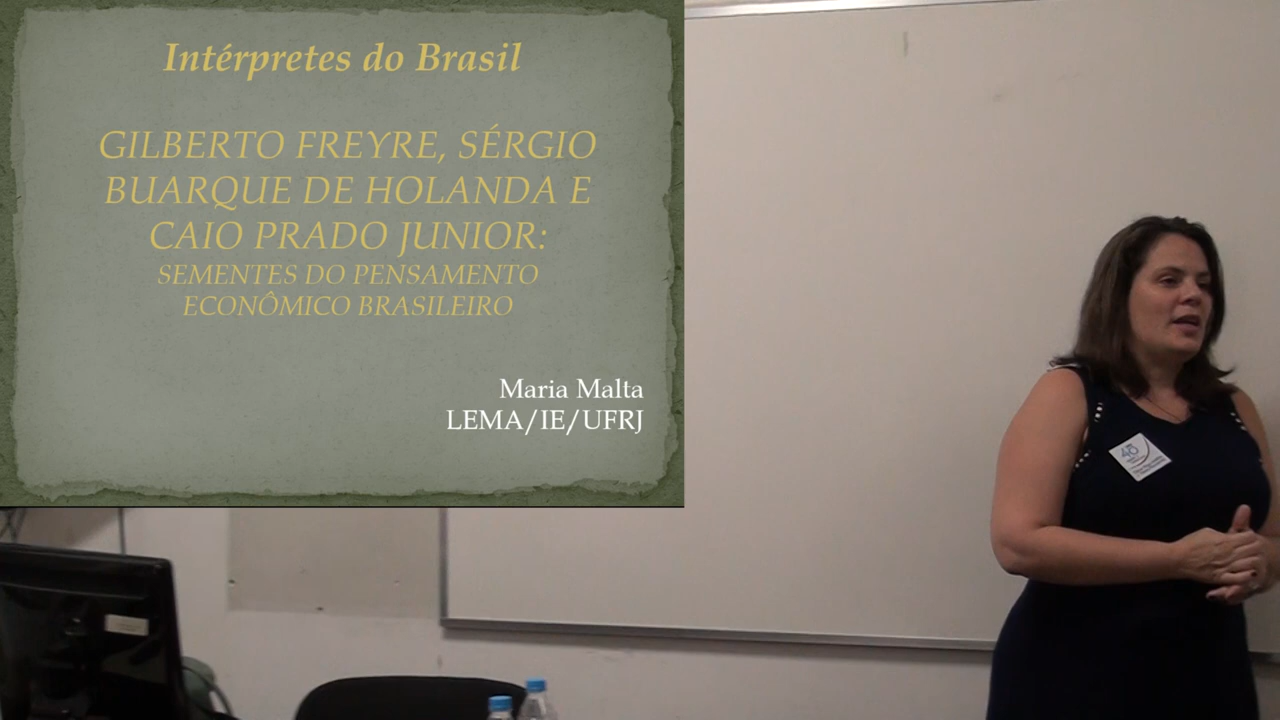 Intérpretes do Brasil
GILBERTO FREYRE, SÉRGIO
BUARQUE DE HOLANDA E
CAIO PRADO JUNIOR:
SEMENTES DO PENSAMENTO
ECONÔMICO BRASILEIRO
Maria Malta
LEMA/IE/UFRJ
40